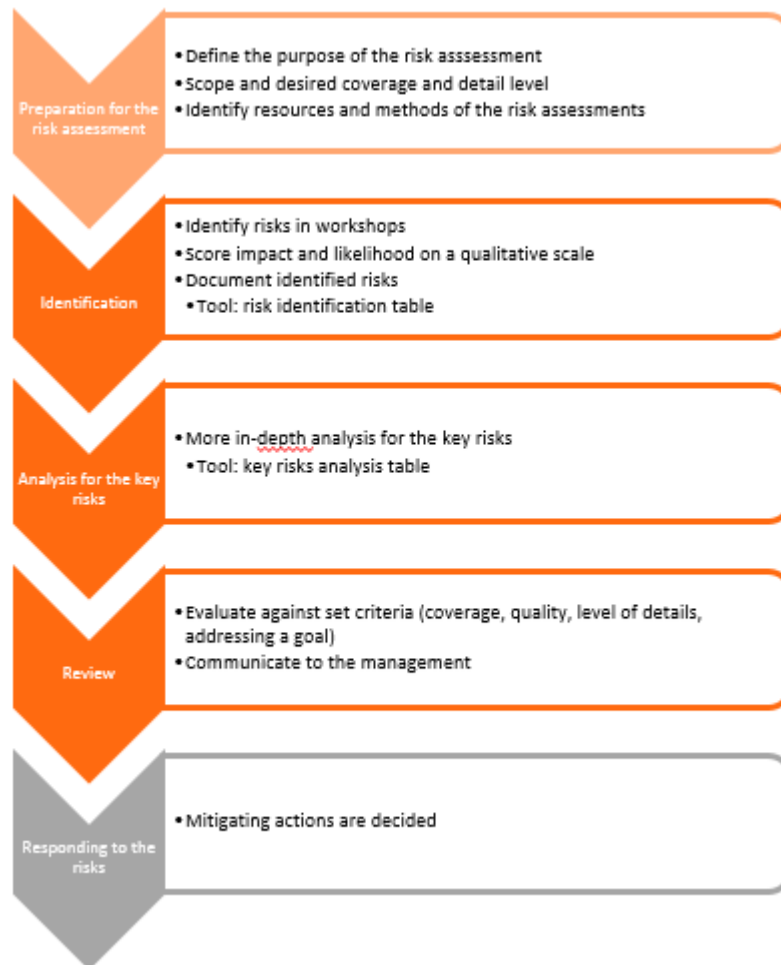 Preparation for the
risk assessment
•Define the purpose of the risk asssessment
•Scope and desired coverage and detail level
•Identify resources and methods of the risk assessments
Identification
•Identify risks in workshops
•Score impact and likelihood on a qualitative scale
•Document identified risks
•Tool: risk identification table
Analysis for the key
risks
•More in-depth analysis for the key risks
•Tool: key risks analysis table
Review
•Evaluate against set criteria (coverage, quality, level of details,
addressing a goal)
•Communicate to the management
Responding to the
risks
•Mitigating actions are decided